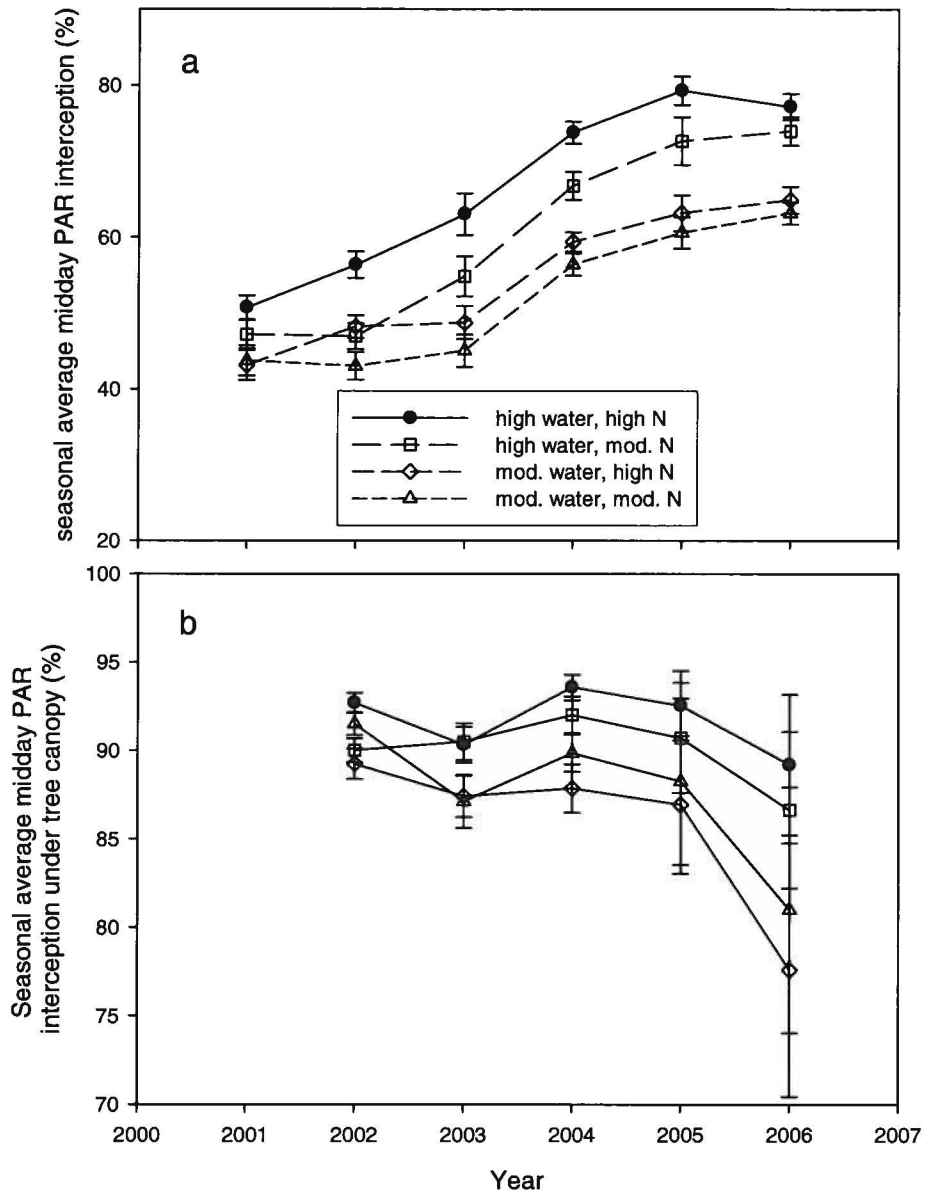 seasonal average midday PAR interception (%)
a
80
60
40
20
high water, high N
high water, mod. N
mod. water, high N
mod. water, mod. N
Seasonal average midday PAR
interception under tree canopy (%)
b
100
95
90
85
80
75
70
2000 2001 2002 2003 2004 2005 2006 2007
Year